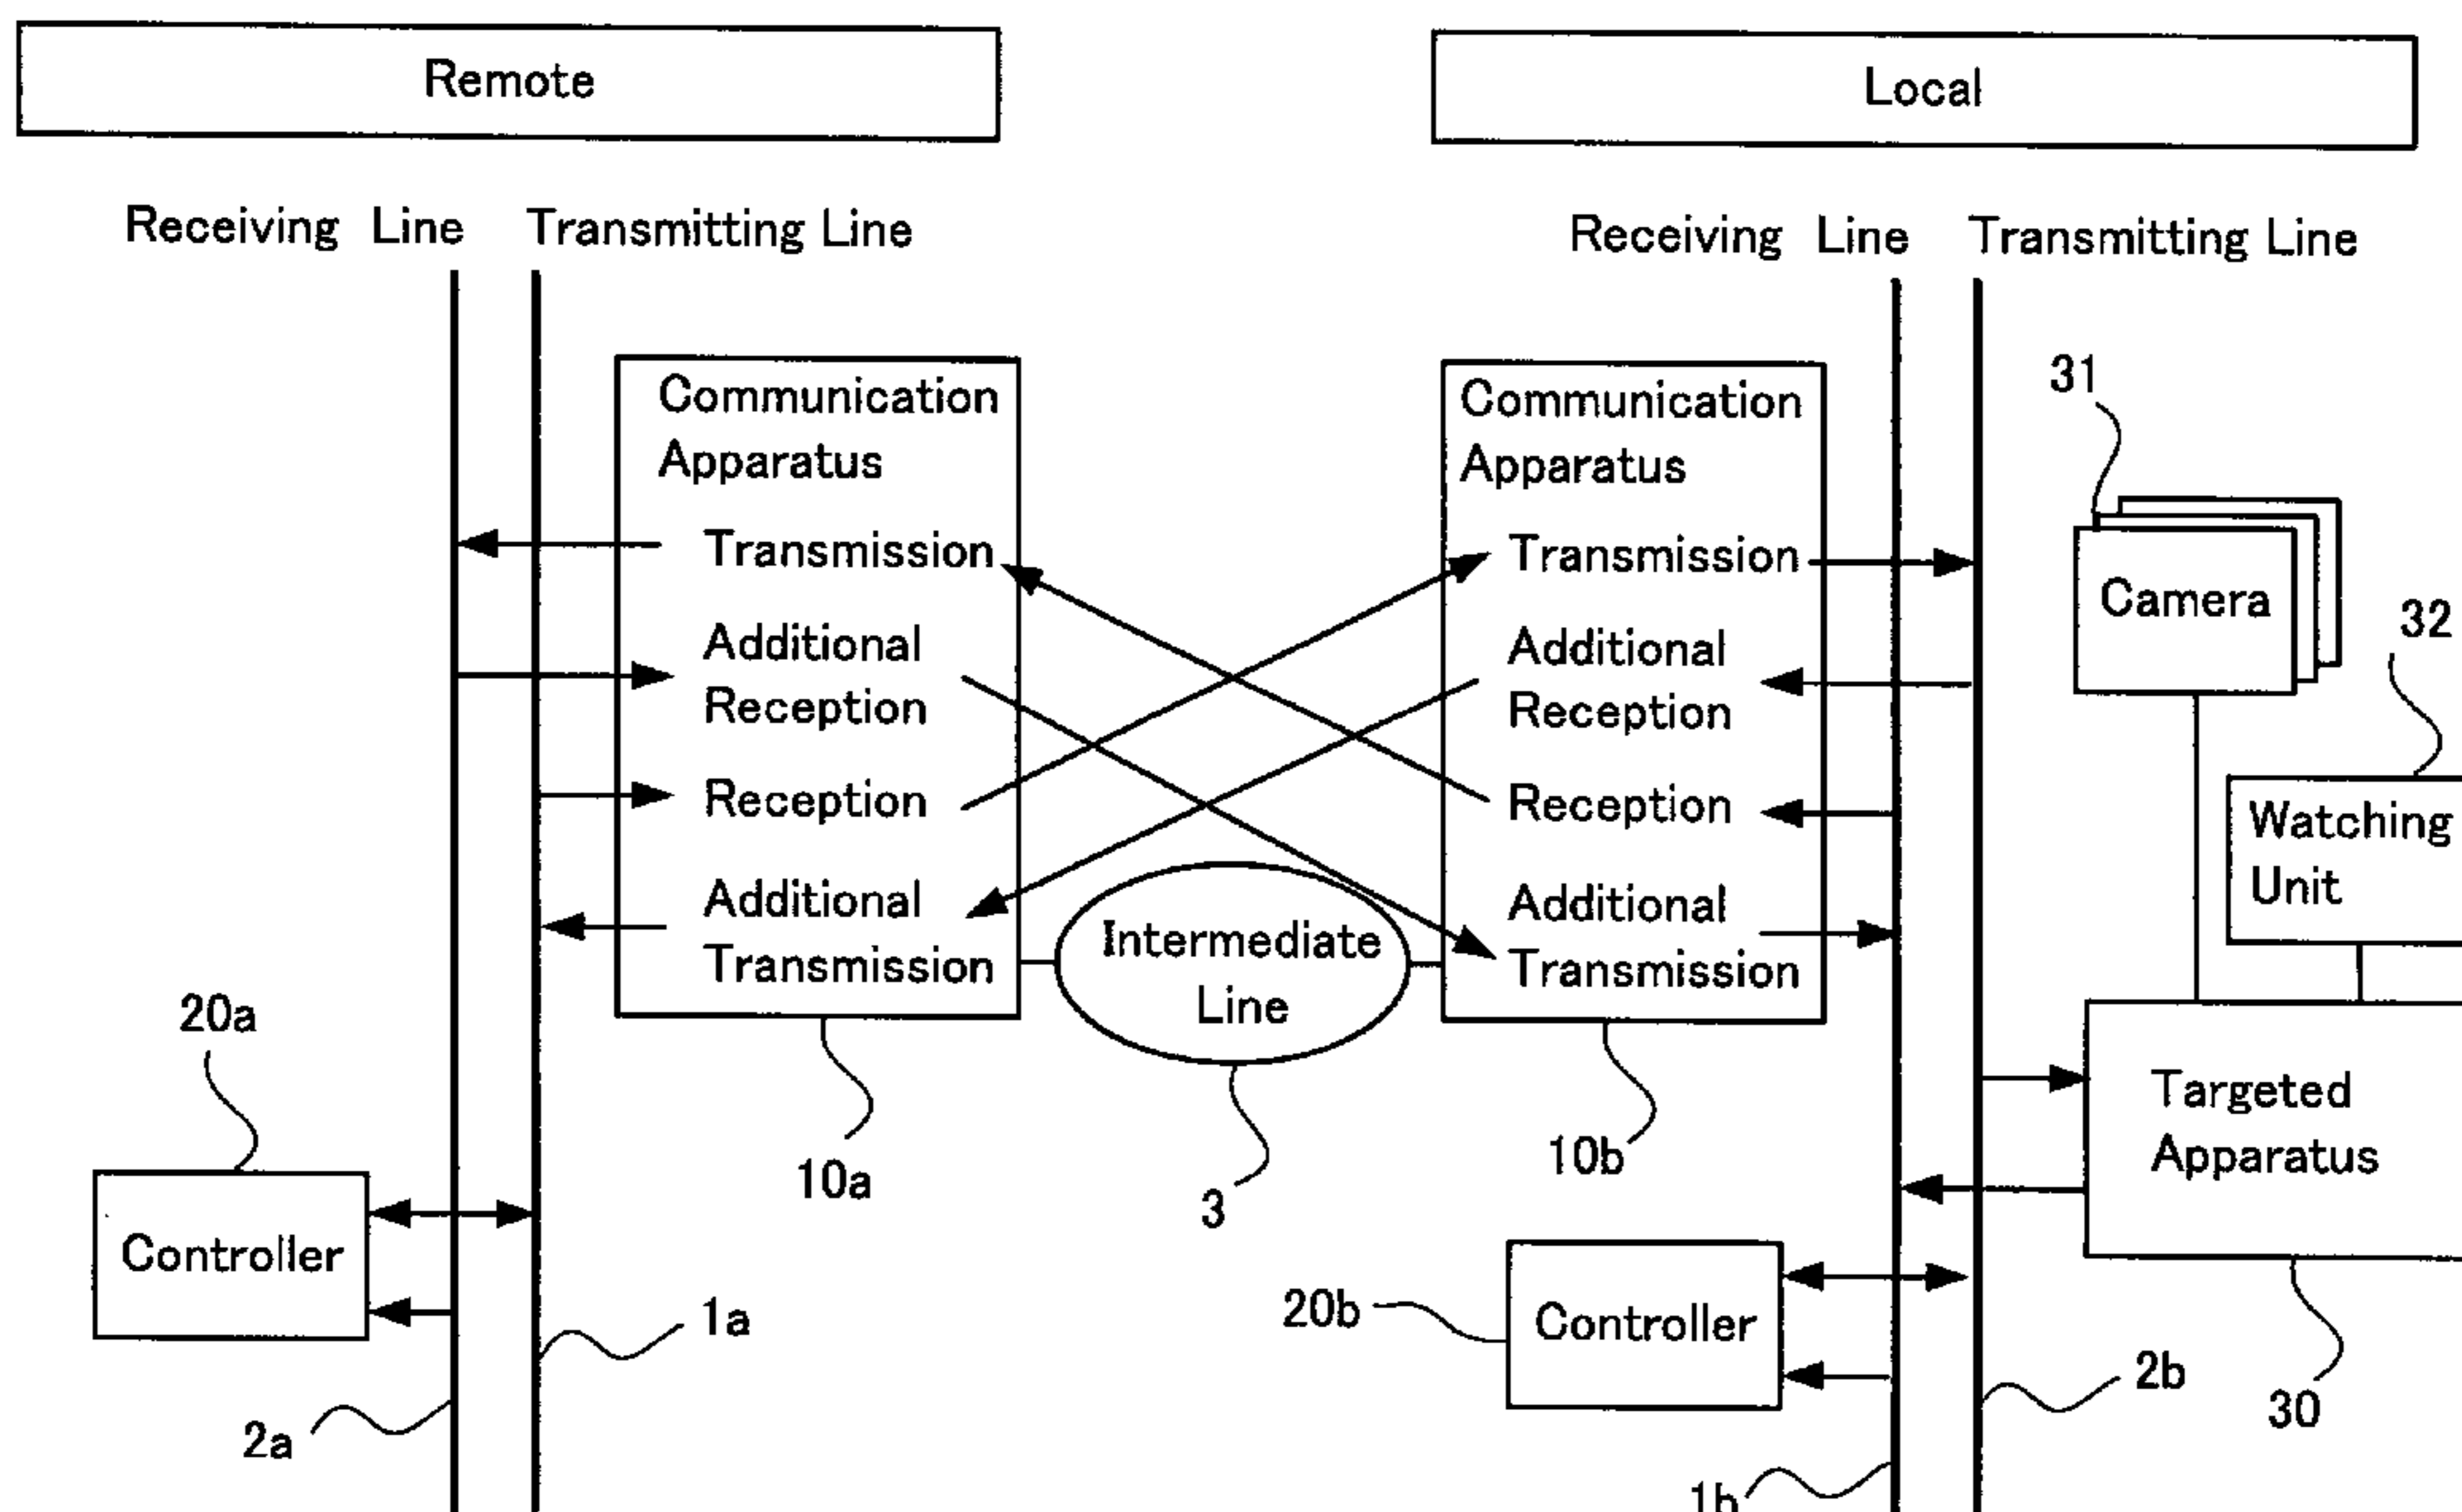 Remote
Local
Receiving Line
Transmitting Line
Receiving Line
Transmitting Line
Communication
Apparatus
Transmission
Additional
Reception
Reception
Additional
Transmission
Communication
Apparatus
Transmission
Additional
Reception
Reception
Additional
Transmission
Intermediate
Line
31
Camera
32
Watching
Unit
Targeted
Apparatus
20a
Controller
10a
3
10b
20b
Controller
1a
2a
2b
30
1b